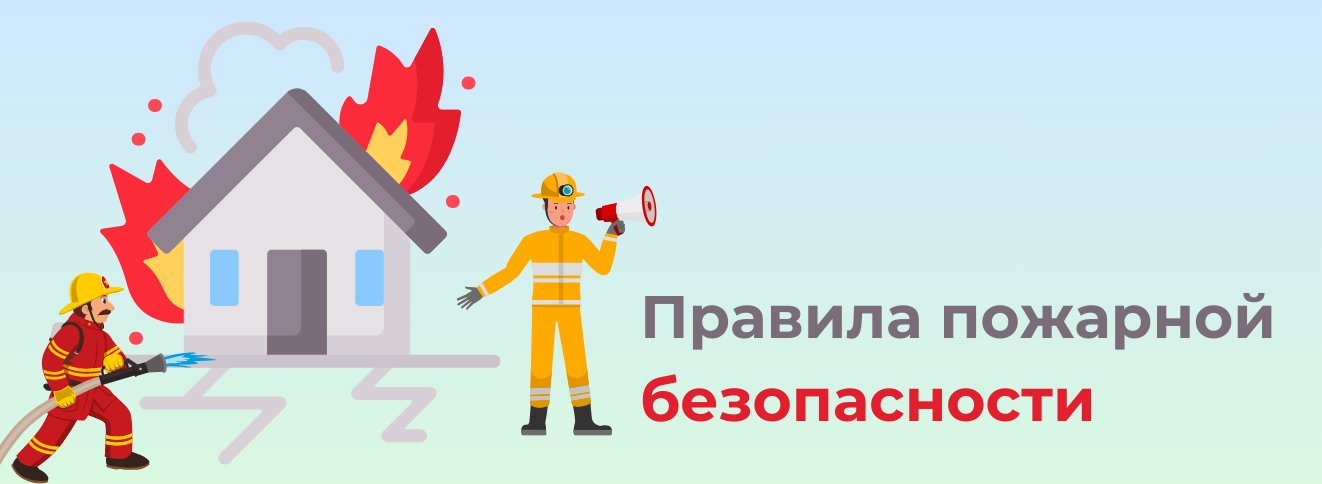 Правила пожарной
безопасности